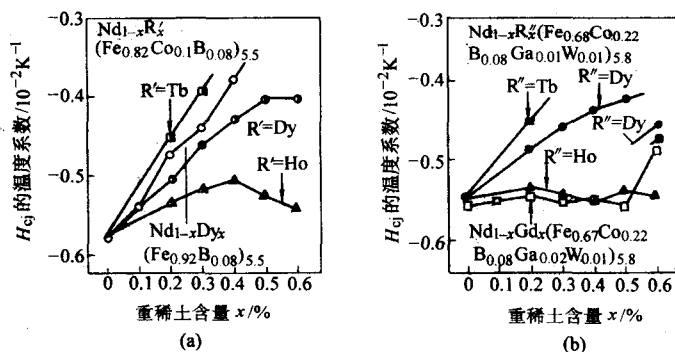 Nd₁₋ₓR′ₓ
(Fe₀.₈₂Co₀.₁B₀.₀₈)₅.₅
R′=Tb
R′=Dy
R′=Ho
Nd₁₋ₓDyₓ
(Fe₀.₉₂B₀.₀₈)₅.₅
H_cj的温度系数/10⁻²K⁻¹
−0.3
−0.4
−0.5
−0.6
0 0.1 0.2 0.3 0.4 0.5 0.6
重稀土含量 x/%
(a)
Nd₁₋ₓR″ₓ(Fe₀.₆₈Co₀.₂₂
B₀.₀₈Ga₀.₀₁W₀.₀₁)₅.₈
R″=Tb
R″=Dy
R″=Dy
R″=Ho
Nd₁₋ₓGdₓ(Fe₀.₆₇Co₀.₂₂
B₀.₀₈Ga₀.₀₂W₀.₀₁)₅.₈
H_cj的温度系数/10⁻²K⁻¹
−0.3
−0.4
−0.5
−0.6
0 0.1 0.2 0.3 0.4 0.5 0.6
重稀土含量 x/%
(b)